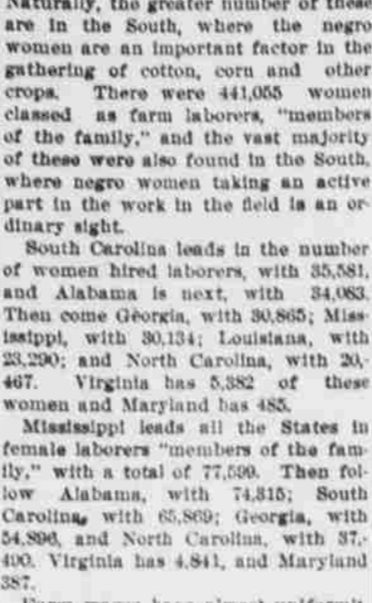 Naturally, the greater number of these
are in the South, where the negro
women are an important factor in the
gathering of cotton, corn and other
crops. There were 441,055 women
classed as farm laborers, "members
of the family," and the vast majority
of these were also found in the South,
where negro women taking an active
part in the work in the field is an or-
dinary sight.
South Carolina leads in the number
of women hired laborers, with 35,581,
and Alabama is next, with 34,083.
Then come Georgia, with 30,865; Miss-
issippi, with 30,134; Louisiana, with
23,290; and North Carolina, with 20,-
467. Virginia has 5,382 of these
women and Maryland has 485.
Mississippi leads all the States in
female laborers "members of the fam-
ily," with a total of 77,599. Then fol-
low Alabama, with 74,315; South
Carolina, with 65,869; Georgia, with
54,896, and North Carolina, with 37,-
400. Virginia has 4,841, and Maryland
387.